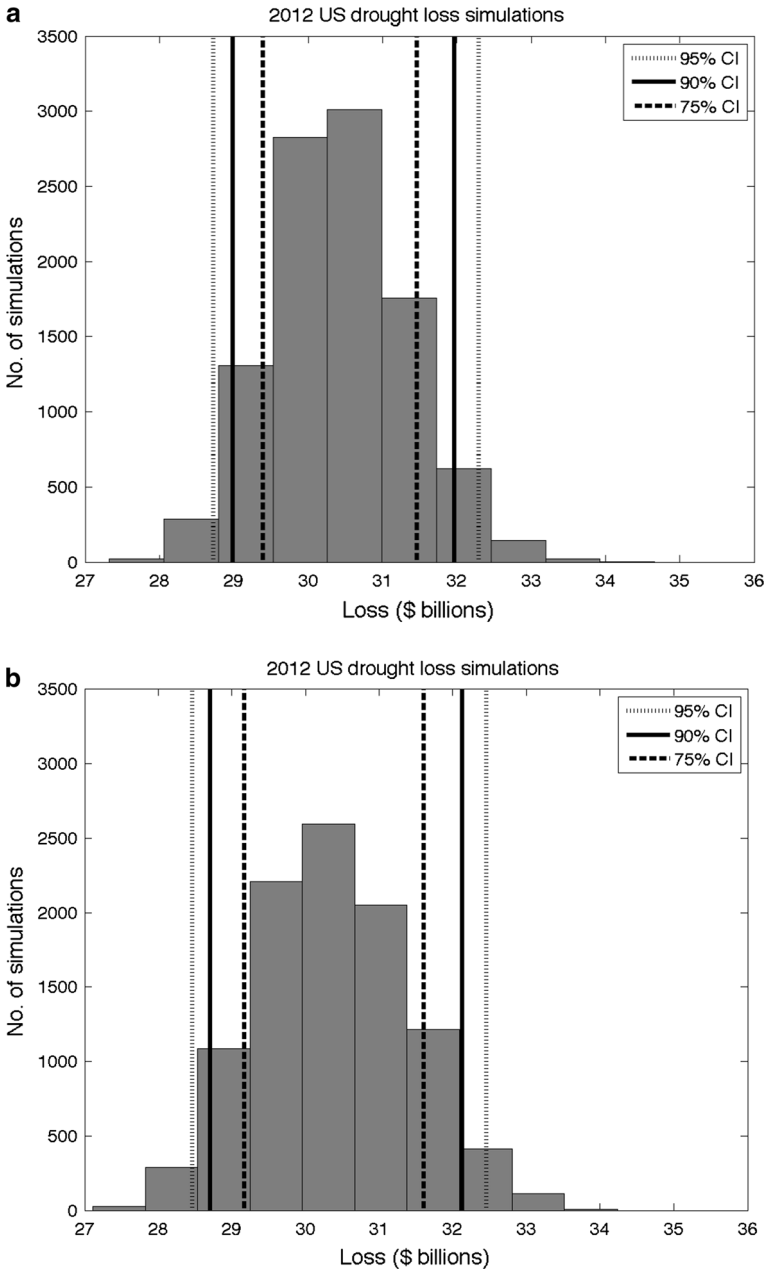 a
2012 US drought loss simulations
3500
3000
2500
2000
1500
1000
500
0
No. of simulations
95% CI
90% CI
75% CI
27 28 29 30 31 32 33 34 35 36
Loss ($ billions)
b
2012 US drought loss simulations
3500
3000
2500
2000
1500
1000
500
0
No. of simulations
95% CI
90% CI
75% CI
27 28 29 30 31 32 33 34 35 36
Loss ($ billions)